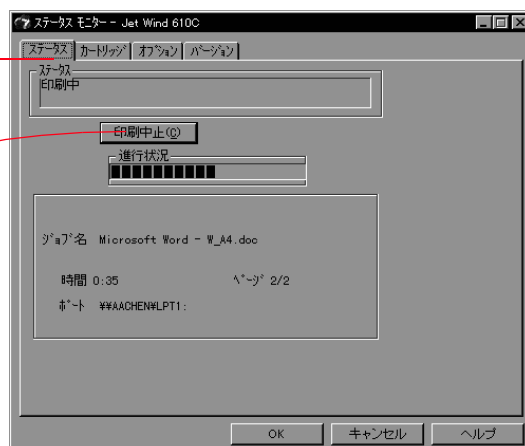 ステータス モニター - Jet Wind 610C
ステータス カートリッジ オプション バージョン
ステータス
印刷中
印刷中止(C)
進行状況
ジョブ名 Microsoft Word - W_A4.doc
時間 0:35 ページ 2/2
ポート ¥¥AACHEN¥LPT1:
OK キャンセル ヘルプ